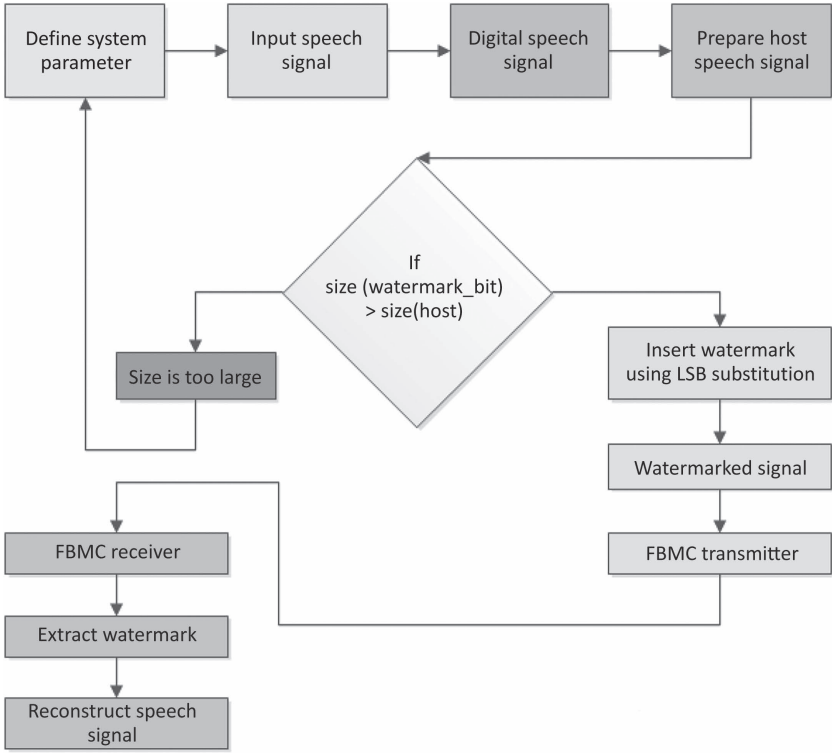 Define system
parameter
Input speech
signal
Digital speech
signal
Prepare host
speech signal
If
size (watermark_bit)
> size(host)
Size is too large
Insert watermark
using LSB substitution
Watermarked signal
FBMC transmitter
FBMC receiver
Extract watermark
Reconstruct speech
signal